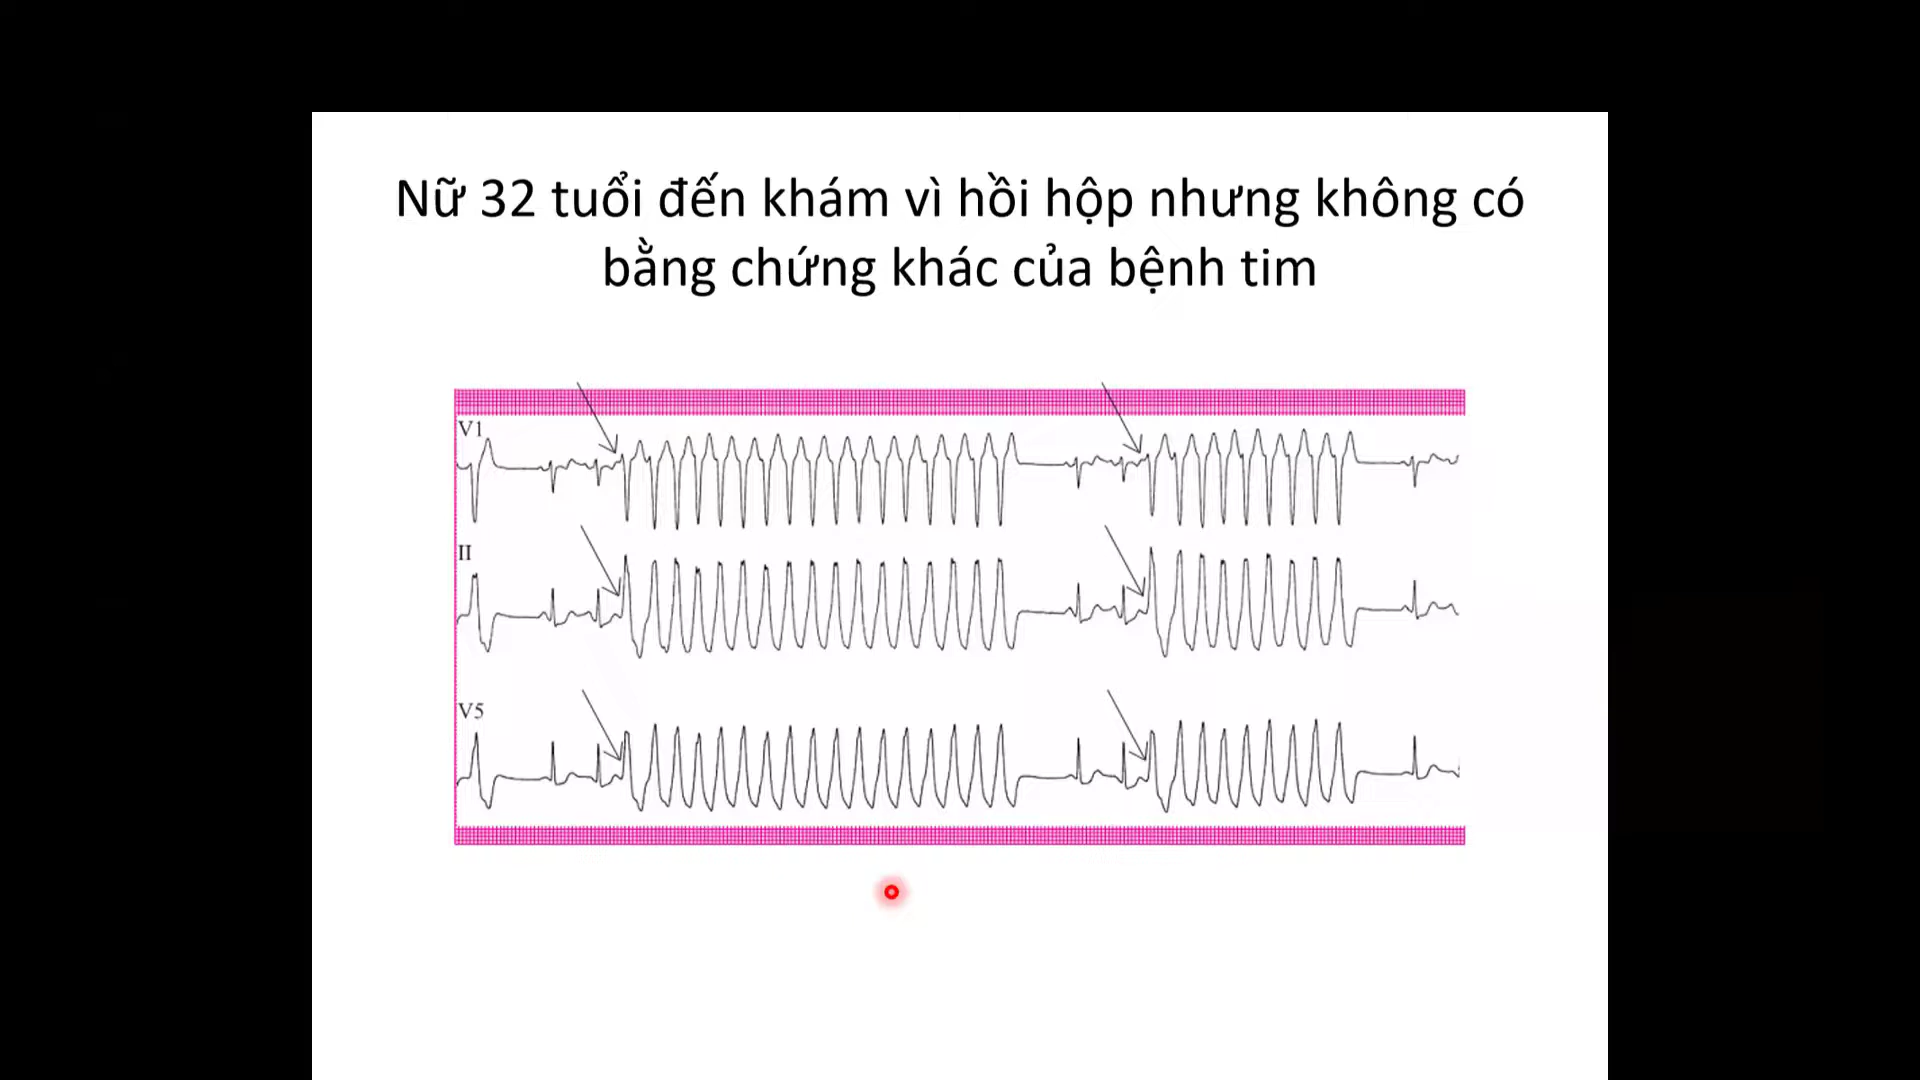 Nữ 32 tuổi đến khám vì hồi hộp nhưng không có
bằng chứng khác của bệnh tim
V1
II
V5